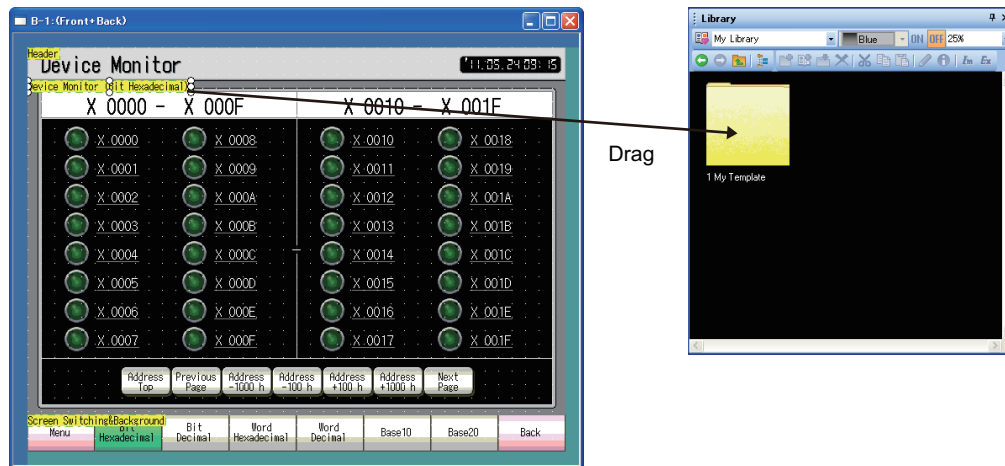 B-1:(Front+Back)
Header
Device Monitor
'11.05.24 03:15
Device Monitor (Bit Hexadecimal)
X 0000 - X 000F X 0010 - X 001F
X 0000 X 0008 X 0010 X 0018
X 0001 X 0009 X 0011 X 0019
X 0002 X 000A X 0012 X 001A
X 0003 X 000B X 0013 X 001B
X 0004 X 000C X 0014 X 001C
X 0005 X 000D X 0015 X 001D
X 0006 X 000E X 0016 X 001E
X 0007 X 000F X 0017 X 001F
Address Top
Previous Page
Address -1000 h
Address -100 h
Address +100 h
Address +1000 h
Next Page
Screen Switching&Background
Menu
Bit Hexadecimal
Bit Decimal
Word Hexadecimal
Word Decimal
Base10
Base20
Back
Drag
Library
My Library
Blue
ON OFF 25%
Em Ex
1 My Template